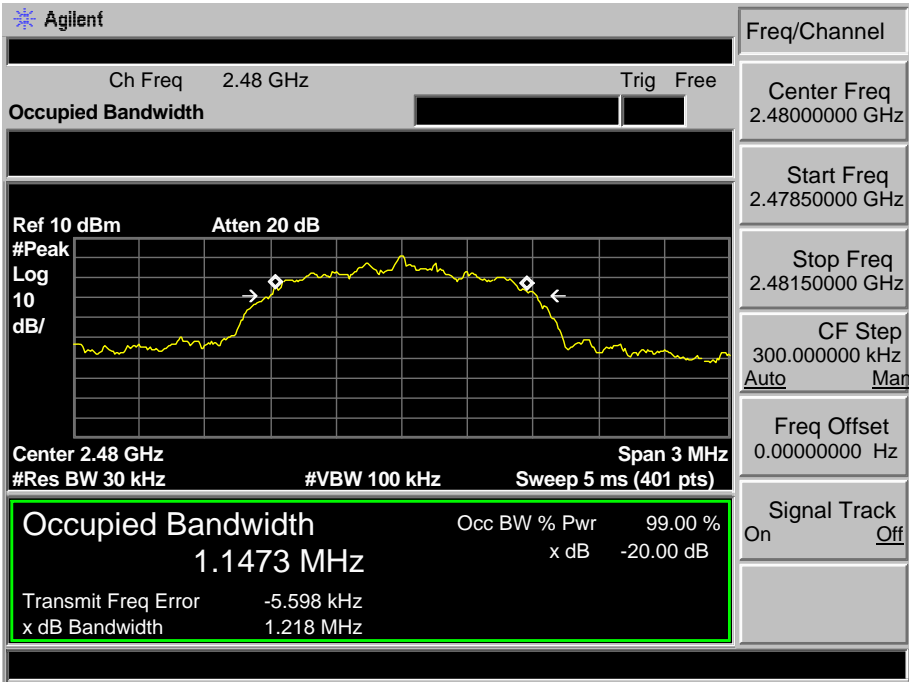 Agilent
Freq/Channel
Ch Freq 2.48 GHz Trig Free
Occupied Bandwidth
Center Freq
2.48000000 GHz
Start Freq
2.47850000 GHz
Stop Freq
2.48150000 GHz
CF Step
300.000000 kHz
Auto Man
Freq Offset
0.00000000 Hz
Signal Track
On Off
Ref 10 dBm Atten 20 dB
#Peak
Log
10
dB/
Center 2.48 GHz Span 3 MHz
#Res BW 30 kHz #VBW 100 kHz Sweep 5 ms (401 pts)
Occupied Bandwidth
1.1473 MHz
Occ BW % Pwr 99.00 %
x dB -20.00 dB
Transmit Freq Error -5.598 kHz
x dB Bandwidth 1.218 MHz